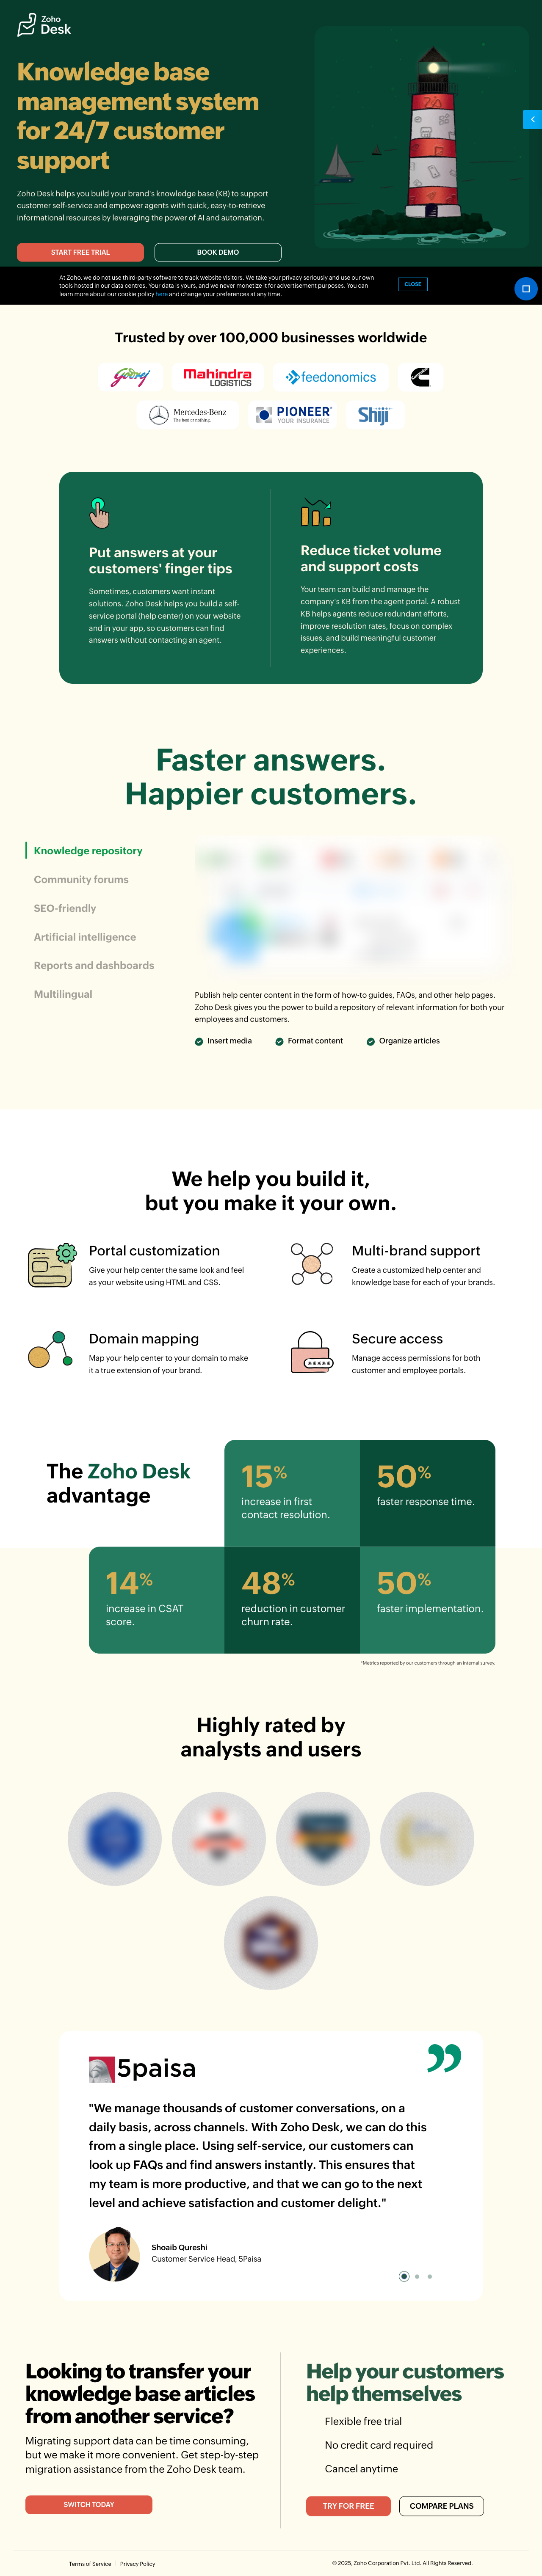 Zoho
Desk
Knowledge base
management system
for 24/7 customer
support
Zoho Desk helps you build your brand's knowledge base (KB) to support
customer self-service and empower agents with quick, easy-to-retrieve
informational resources by leveraging the power of AI and automation.
START FREE TRIAL
BOOK DEMO
At Zoho, we do not use third-party software to track website visitors. We take your privacy seriously and use our own
tools hosted in our data centres. Your data is yours, and we never monetize it for advertisement purposes. You can
learn more about our cookie policy here and change your preferences at any time.
CLOSE
Trusted by over 100,000 businesses worldwide
Godrej
Mahindra
LOGISTICS
feedonomics
Mercedes-Benz
The best or nothing.
PIONEER
YOUR INSURANCE
Shiji
Put answers at your
customers' finger tips
Sometimes, customers want instant
solutions. Zoho Desk helps you build a self-
service portal (help center) on your website
and in your app, so customers can find
answers without contacting an agent.
Reduce ticket volume
and support costs
Your team can build and manage the
company's KB from the agent portal. A robust
KB helps agents reduce redundant efforts,
improve resolution rates, focus on complex
issues, and build meaningful customer
experiences.
Faster answers.
Happier customers.
Knowledge repository
Community forums
SEO-friendly
Artificial intelligence
Reports and dashboards
Multilingual
Publish help center content in the form of how-to guides, FAQs, and other help pages.
Zoho Desk gives you the power to build a repository of relevant information for both your
employees and customers.
Insert media
Format content
Organize articles
We help you build it,
but you make it your own.
Portal customization
Give your help center the same look and feel
as your website using HTML and CSS.
Multi-brand support
Create a customized help center and
knowledge base for each of your brands.
Domain mapping
Map your help center to your domain to make
it a true extension of your brand.
Secure access
Manage access permissions for both
customer and employee portals.
The Zoho Desk
advantage
15%
increase in first
contact resolution.
50%
faster response time.
14%
increase in CSAT
score.
48%
reduction in customer
churn rate.
50%
faster implementation.
*Metrics reported by our customers through an internal survey.
Highly rated by
analysts and users
5paisa
"We manage thousands of customer conversations, on a
daily basis, across channels. With Zoho Desk, we can do this
from a single place. Using self-service, our customers can
look up FAQs and find answers instantly. This ensures that
my team is more productive, and that we can go to the next
level and achieve satisfaction and customer delight."
Shoaib Qureshi
Customer Service Head, 5Paisa
Looking to transfer your
knowledge base articles
from another service?
Migrating support data can be time consuming,
but we make it more convenient. Get step-by-step
migration assistance from the Zoho Desk team.
SWITCH TODAY
Help your customers
help themselves
Flexible free trial
No credit card required
Cancel anytime
TRY FOR FREE
COMPARE PLANS
Terms of Service
Privacy Policy
© 2025, Zoho Corporation Pvt. Ltd. All Rights Reserved.